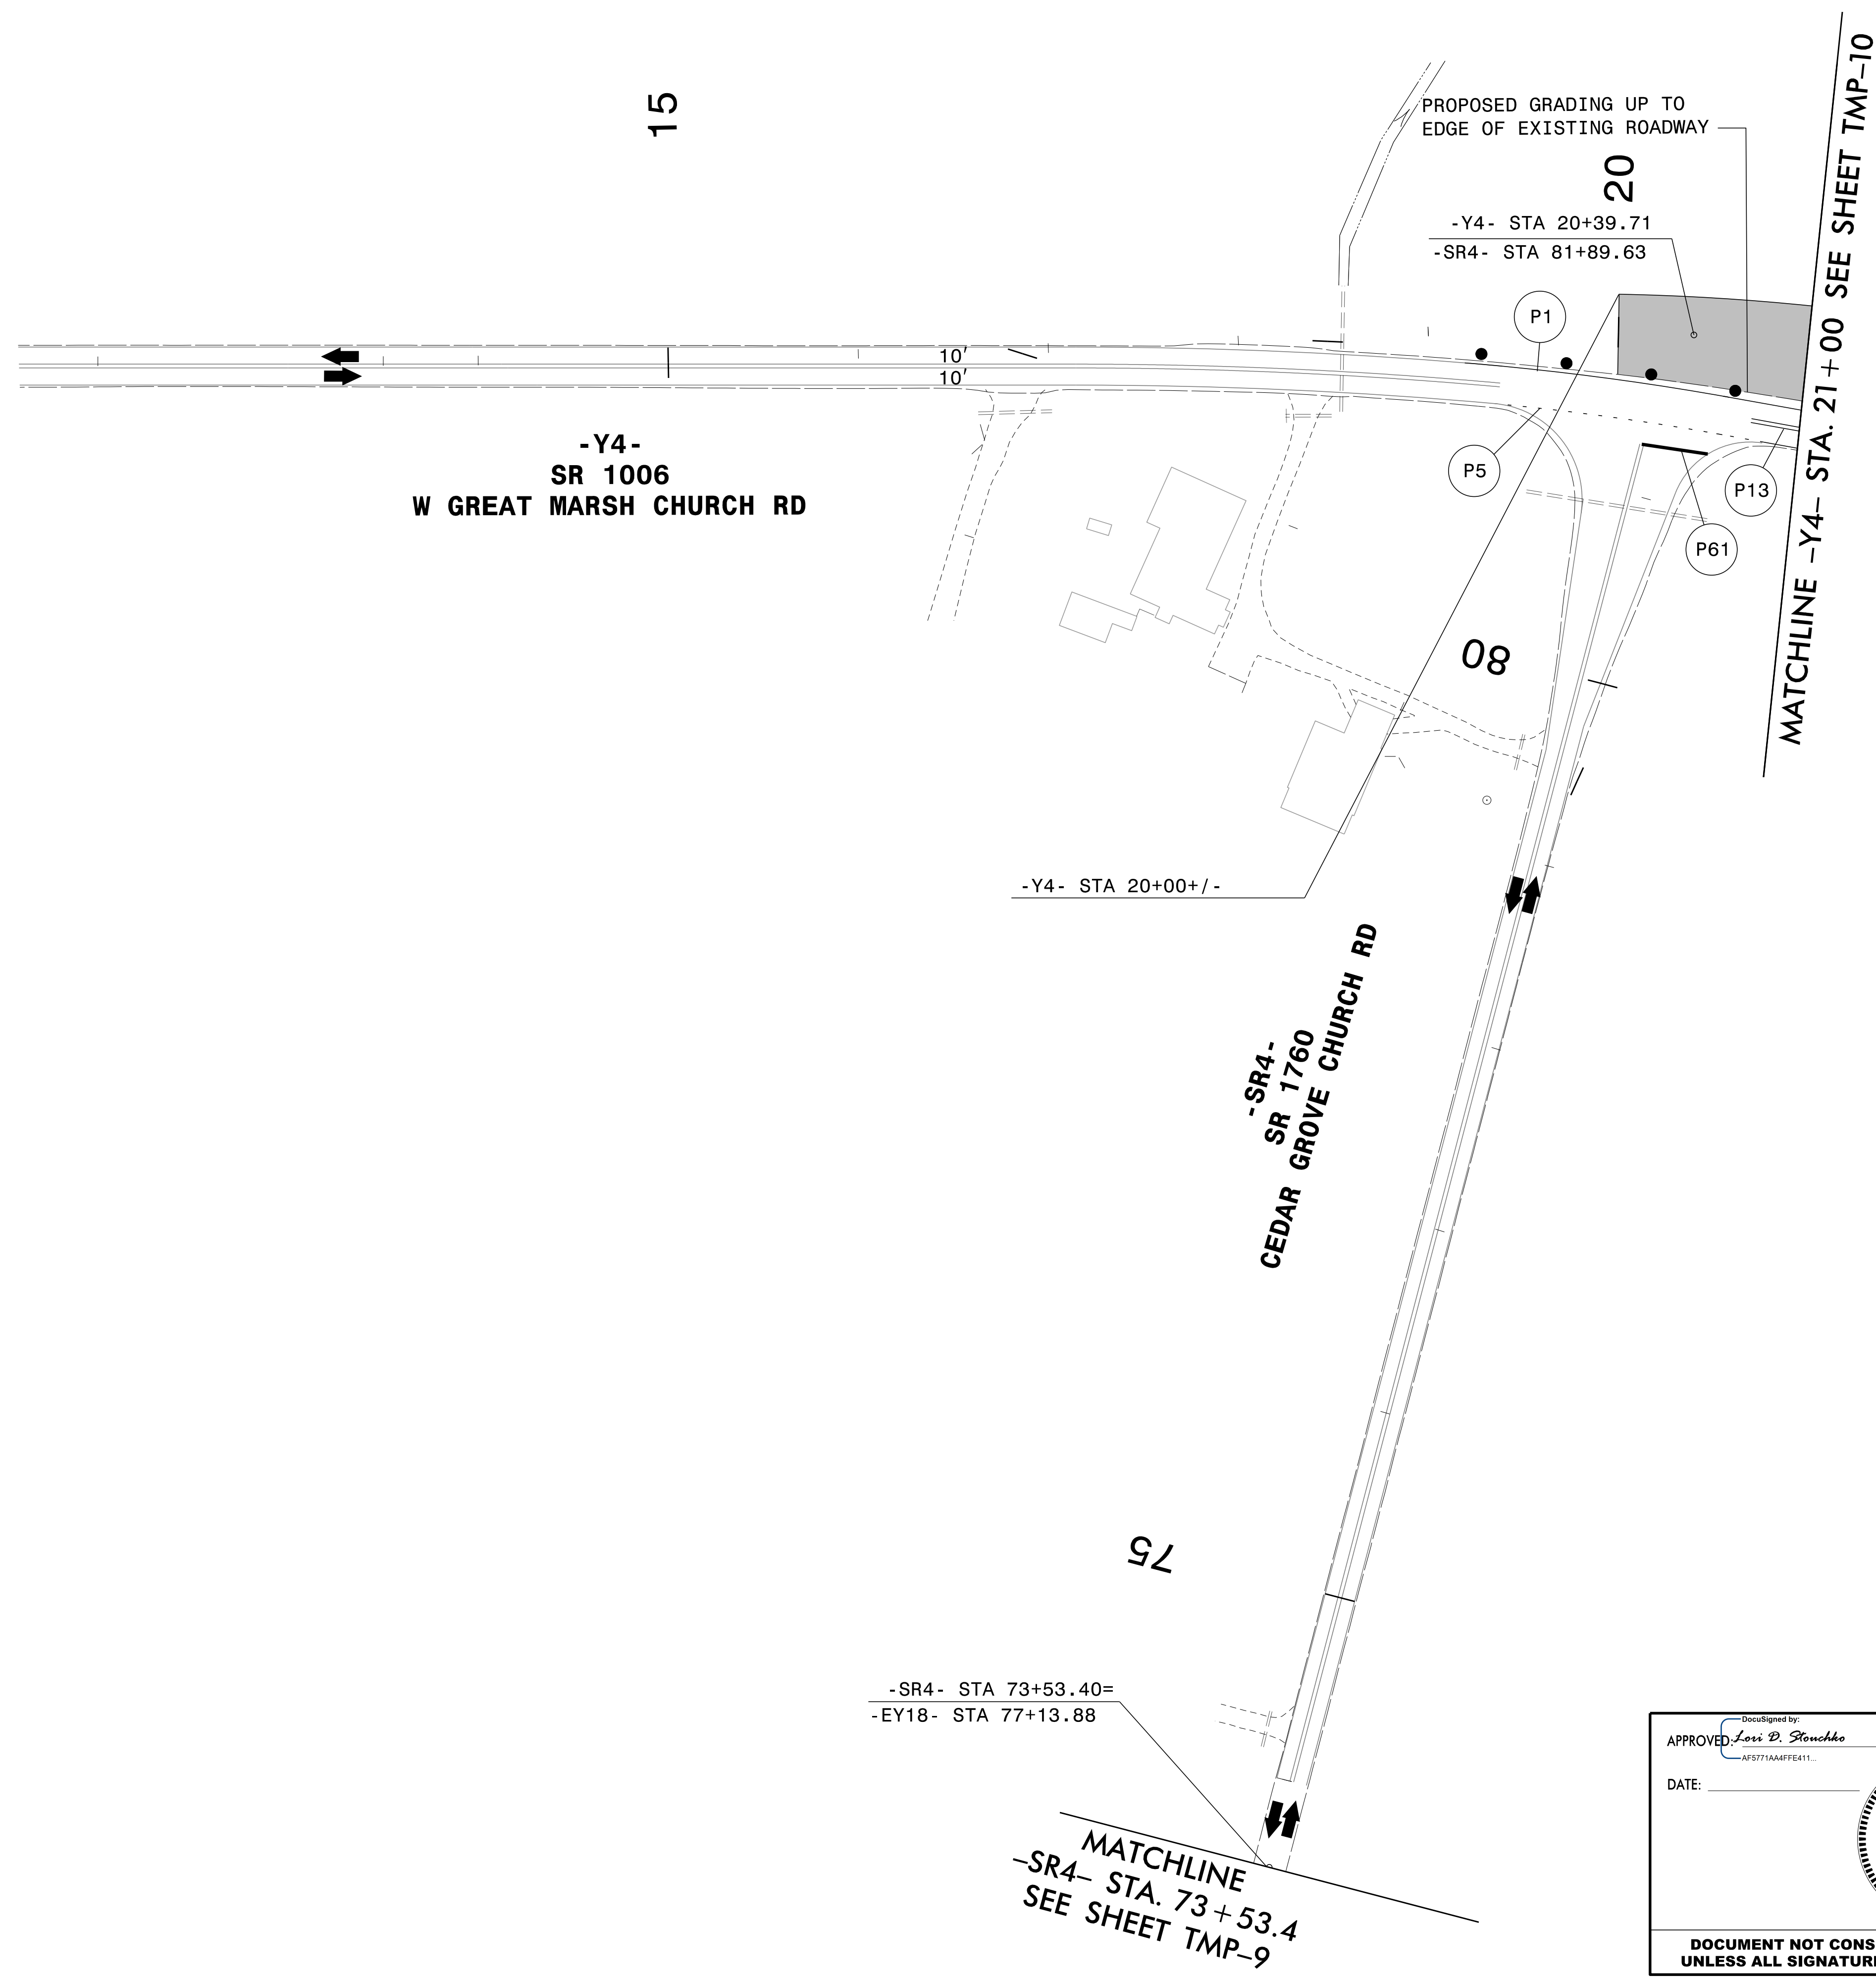 15
PROPOSED GRADING UP TO
EDGE OF EXISTING ROADWAY
20
-Y4- STA 20+39.71
-SR4- STA 81+89.63
MATCHLINE -Y4- STA. 21+00 SEE SHEET TMP-10
P1
10'
10'
-Y4-
SR 1006
W GREAT MARSH CHURCH RD
P5
P13
P61
80
-Y4- STA 20+00+/-
-SR4-
SR 1760
CEDAR GROVE CHURCH RD
75
-SR4- STA 73+53.40=
-EY18- STA 77+13.88
MATCHLINE
-SR4- STA. 73+53.4
SEE SHEET TMP-9
DocuSigned by:
APPROVED: Lori D. Stouchko
AF5771AA4FFE411...
DATE:
DOCUMENT NOT CONS
UNLESS ALL SIGNATUR